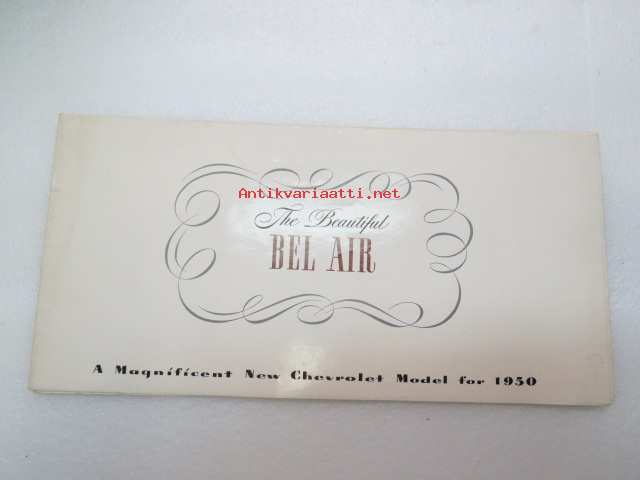 Antikvariaatti.net
The Beautiful
BEL AIR
A Magnificent New Chevrolet Model for 1950